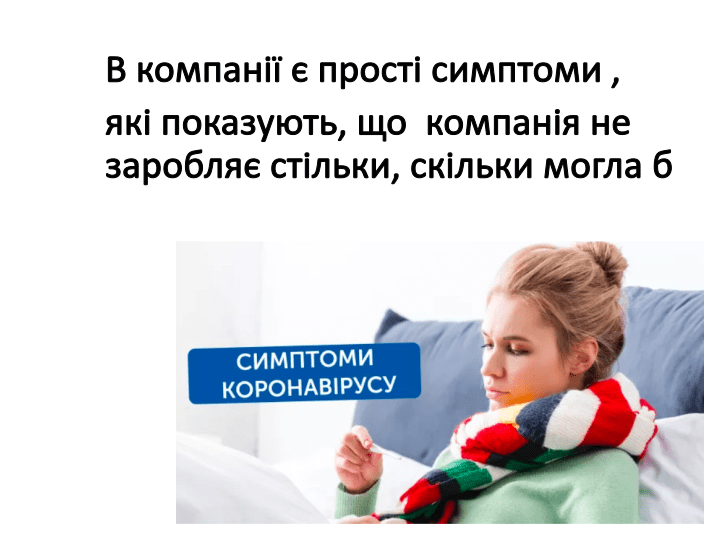 В компанії є прості симптоми ,
які показують, що  компанія не
заробляє стільки, скільки могла б
СИМПТОМИ
КОРОНАВІРУСУ